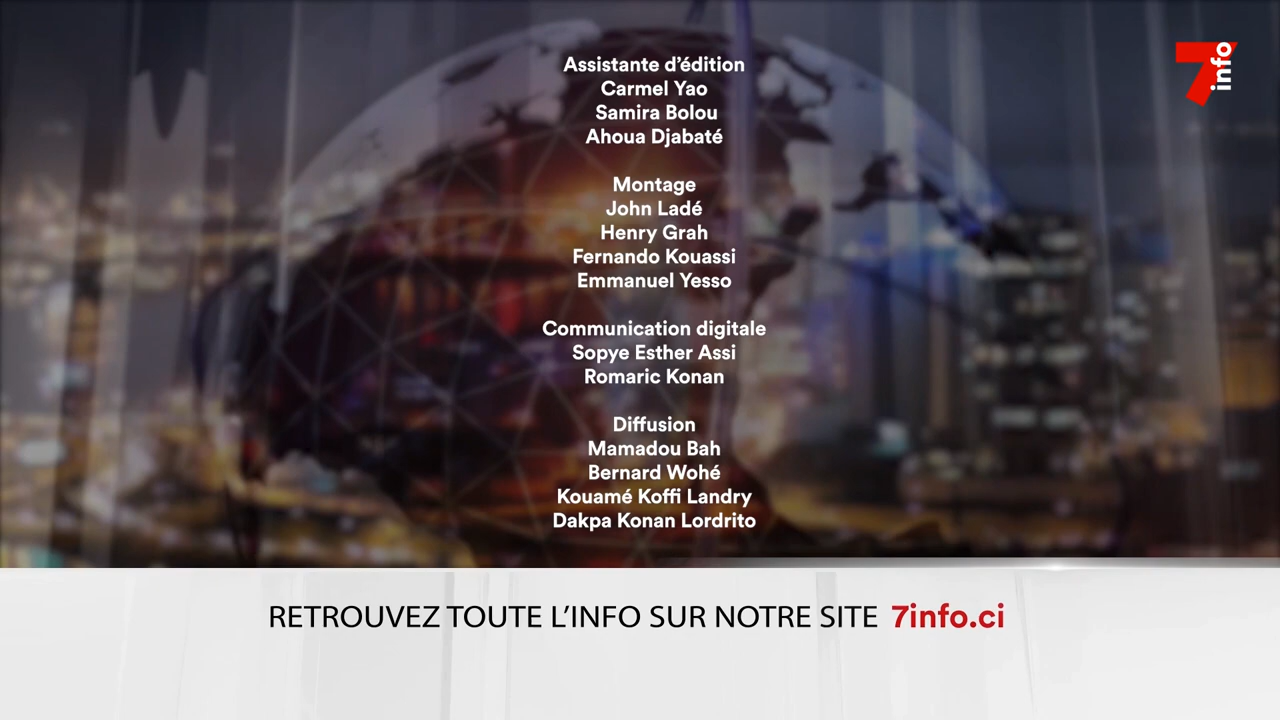 7info
Assistante d’édition
Carmel Yao
Samira Bolou
Ahoua Djabaté
Montage
John Ladé
Henry Grah
Fernando Kouassi
Emmanuel Yesso
Communication digitale
Sopye Esther Assi
Romaric Konan
Diffusion
Mamadou Bah
Bernard Wohé
Kouamé Koffi Landry
Dakpa Konan Lordrito
RETROUVEZ TOUTE L’INFO SUR NOTRE SITE 7info.ci